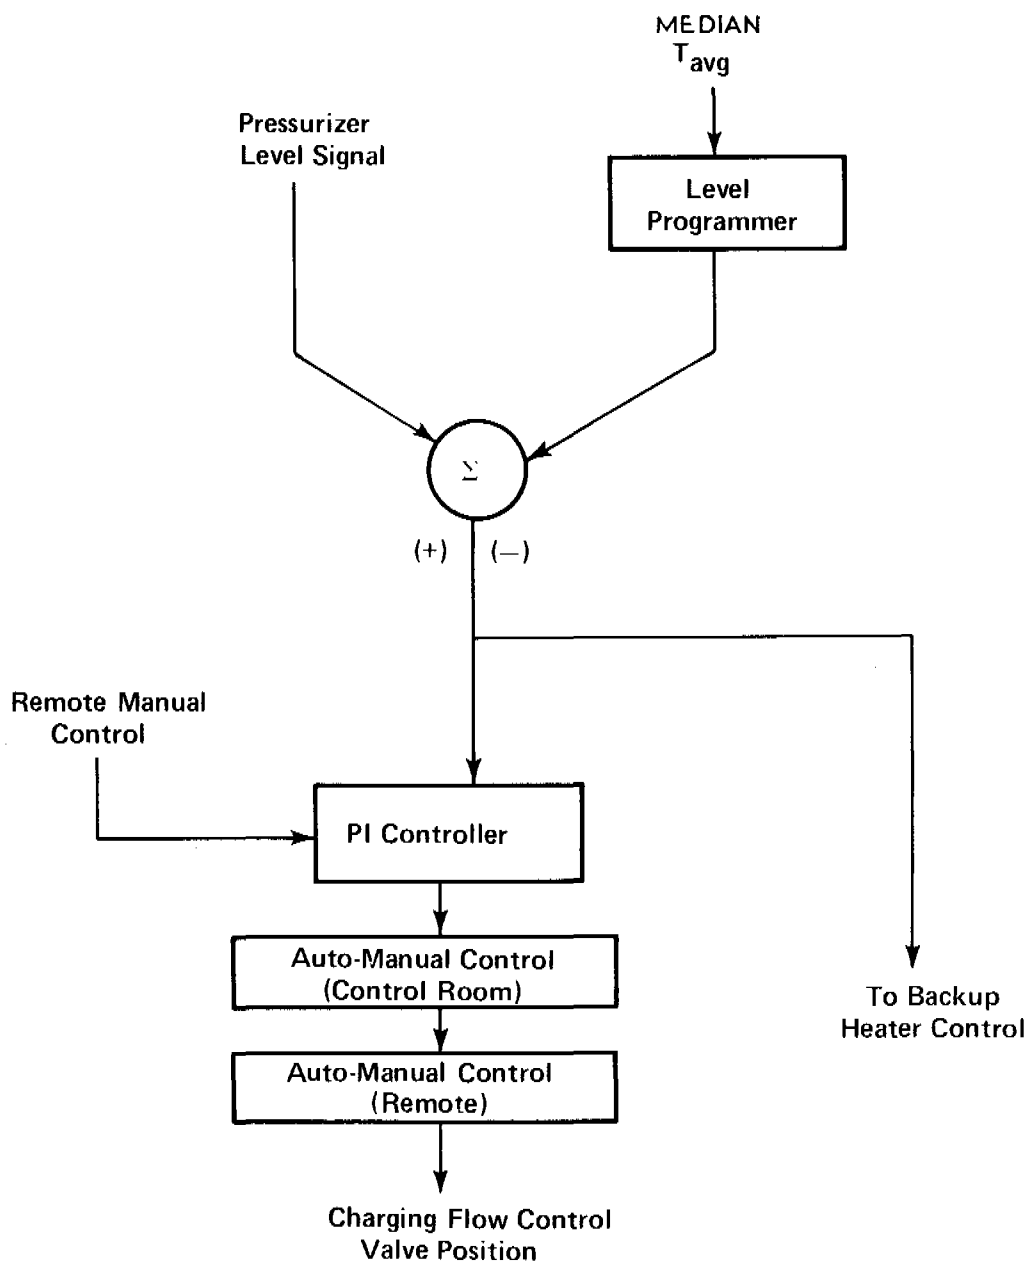 MEDIAN
Tavg
Pressurizer
Level Signal
Level
Programmer
Σ
(+) (—)
Remote Manual
Control
PI Controller
Auto-Manual Control
(Control Room)
To Backup
Heater Control
Auto-Manual Control
(Remote)
Charging Flow Control
Valve Position